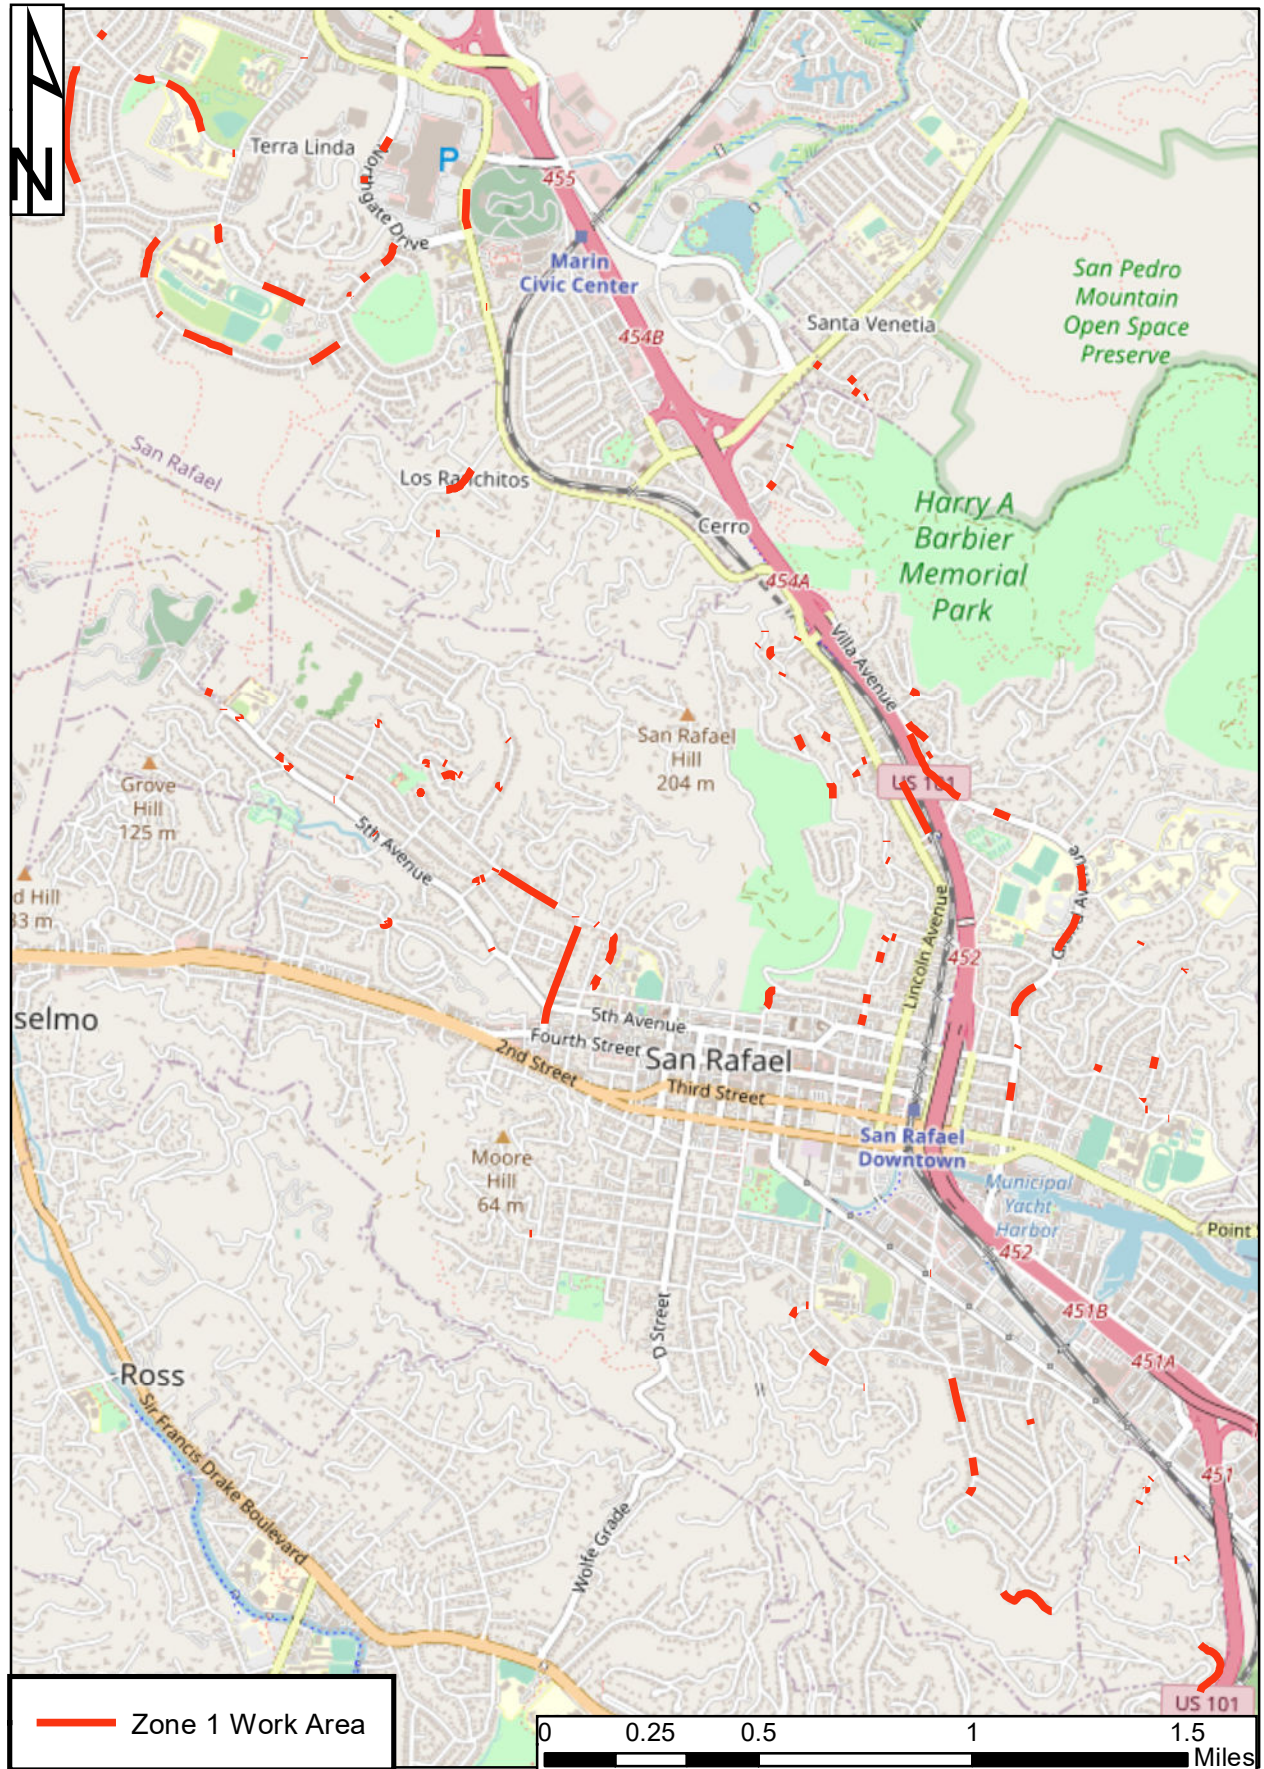 N
Terra Linda
P
Northgate Drive
455
Marin
Civic Center
San Pedro
Mountain
Open Space
Preserve
Santa Venetia
454B
San Rafael
Los Ranchitos
Cerro
Harry A
Barbier
Memorial
Park
454A
Villa Avenue
San Rafael
Hill
204 m
Grove
Hill
125 m
US 101
5th Avenue
d Hill
33 m
Grand Avenue
Lincoln Avenue
452
selmo
5th Avenue
Fourth Street
San Rafael
2nd Street
Third Street
San Rafael
Downtown
Moore
Hill
64 m
Municipal
Yacht
Harbor
Point
452
D Street
451B
451A
Ross
Sir Francis Drake Boulevard
451
Wolfe Grade
US 101
Zone 1 Work Area
0 0.25 0.5 1 1.5
Miles